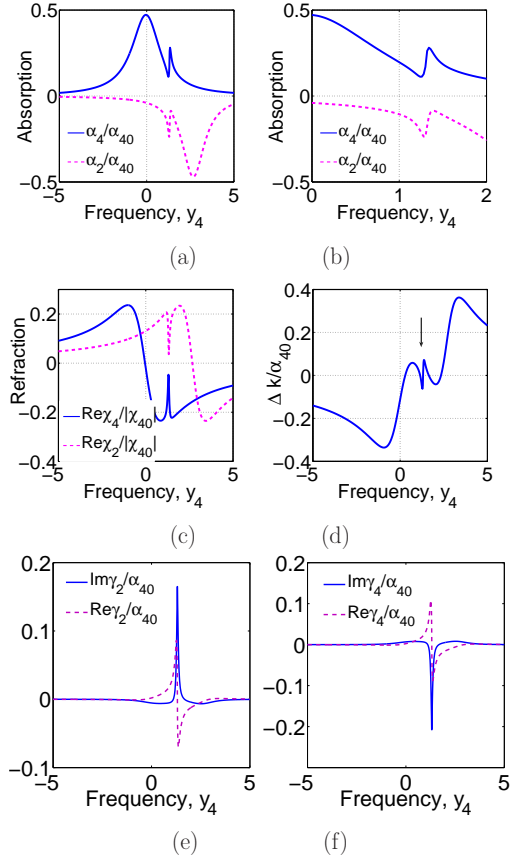 0.5
0
−0.5
Absorption
α4/α40
α2/α40
−5 0 5
Frequency, y4
(a)
0.5
0
−0.5
Absorption
α4/α40
α2/α40
0 1 2
Frequency, y4
(b)
0.2
0
−0.2
−0.4
Refraction
Reχ4/|χ40|
Reχ2/|χ40|
−5 0 5
Frequency, y4
(c)
0.4
0.2
0
−0.2
−0.4
Δ k/α40
−5 0 5
Frequency, y4
(d)
0.2
0.1
0
−0.1
Imγ2/α40
Reγ2/α40
−5 0 5
Frequency, y4
(e)
0.2
0.1
0
−0.1
−0.2
Imγ4/α40
Reγ4/α40
−5 0 5
Frequency, y4
(f)